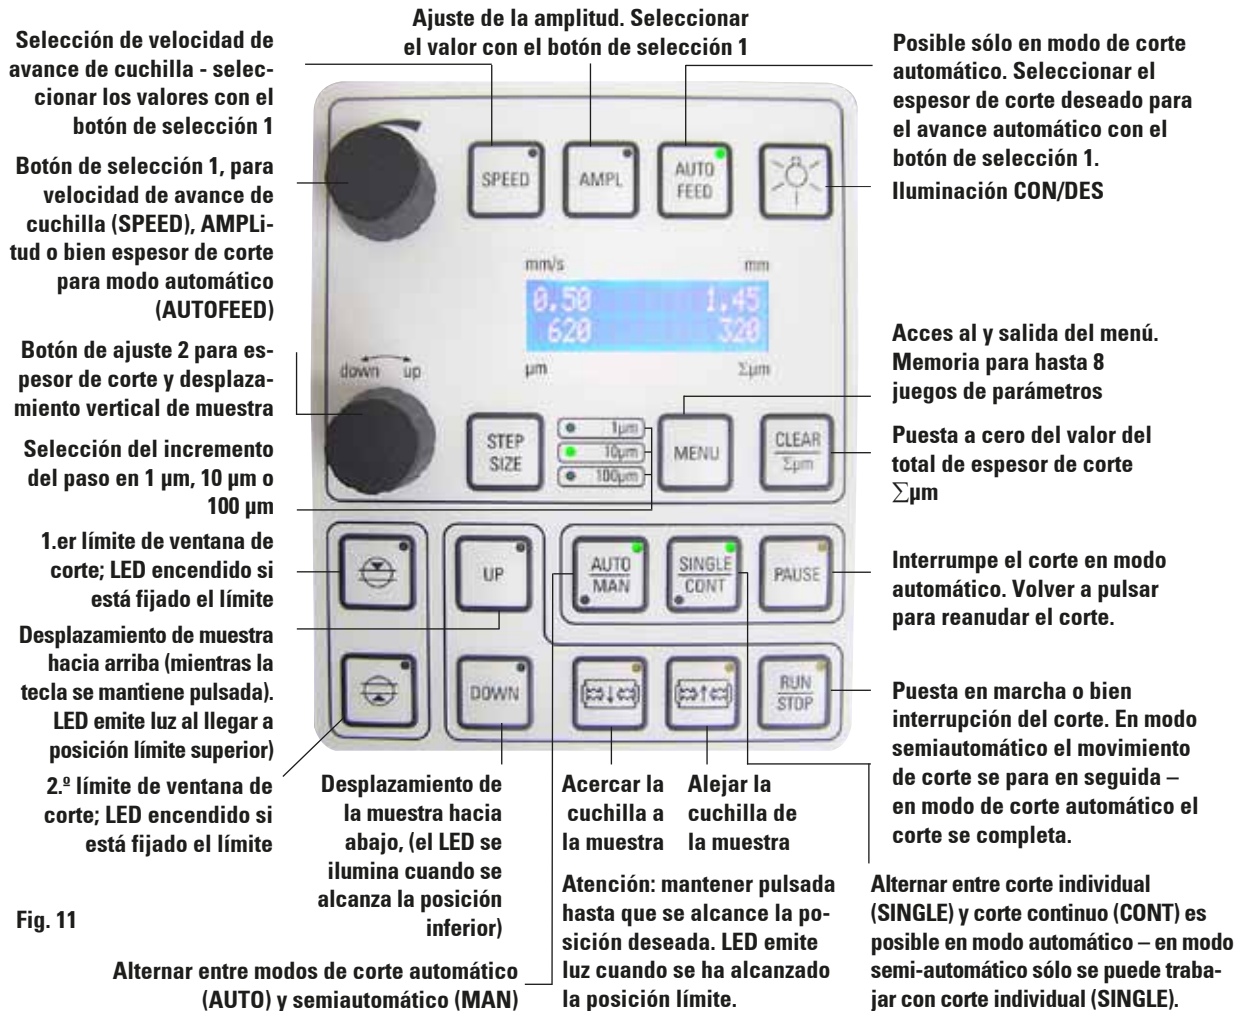 Ajuste de la amplitud. Seleccionar
el valor con el botón de selección 1
Selección de velocidad de
avance de cuchilla - selec-
cionar los valores con el
botón de selección 1
Botón de selección 1, para
velocidad de avance de
cuchilla (SPEED), AMPLi-
tud o bien espesor de corte
para modo automático
(AUTOFEED)
Botón de ajuste 2 para es-
pesor de corte y desplaza-
miento vertical de muestra
Selección del incremento
del paso en 1 µm, 10 µm o
100 µm
1.er límite de ventana de
corte; LED encendido si
está fijado el límite
Desplazamiento de muestra
hacia arriba (mientras la
tecla se mantiene pulsada).
LED emite luz al llegar a
posición límite superior)
2.º límite de ventana de
corte; LED encendido si
está fijado el límite
Fig. 11
SPEED
AMPL
AUTO
FEED
mm/s
mm
0.50
1.45
620
320
µm
Σµm
down
up
STEP
SIZE
1µm
10µm
100µm
MENU
CLEAR
Σµm
UP
AUTO
MAN
SINGLE
CONT
PAUSE
DOWN
RUN
STOP
Posible sólo en modo de corte
automático. Seleccionar el
espesor de corte deseado para
el avance automático con el
botón de selección 1.
Iluminación CON/DES
Acces al y salida del menú.
Memoria para hasta 8
juegos de parámetros
Puesta a cero del valor del
total de espesor de corte
∑µm
Interrumpe el corte en modo
automático. Volver a pulsar
para reanudar el corte.
Puesta en marcha o bien
interrupción del corte. En modo
semiautomático el movimiento
de corte se para en seguida –
en modo de corte automático el
corte se completa.
Desplazamiento de
la muestra hacia
abajo, (el LED se
ilumina cuando se
alcanza la posición
inferior)
Acercar la
cuchilla a
la muestra
Alejar la
cuchilla de
la muestra
Atención: mantener pulsada
hasta que se alcance la po-
sición deseada. LED emite
luz cuando se ha alcanzado
la posición límite.
Alternar entre corte individual
(SINGLE) y corte continuo (CONT) es
posible en modo automático – en modo
semi-automático sólo se puede traba-
jar con corte individual (SINGLE).
Alternar entre modos de corte automático
(AUTO) y semiautomático (MAN)